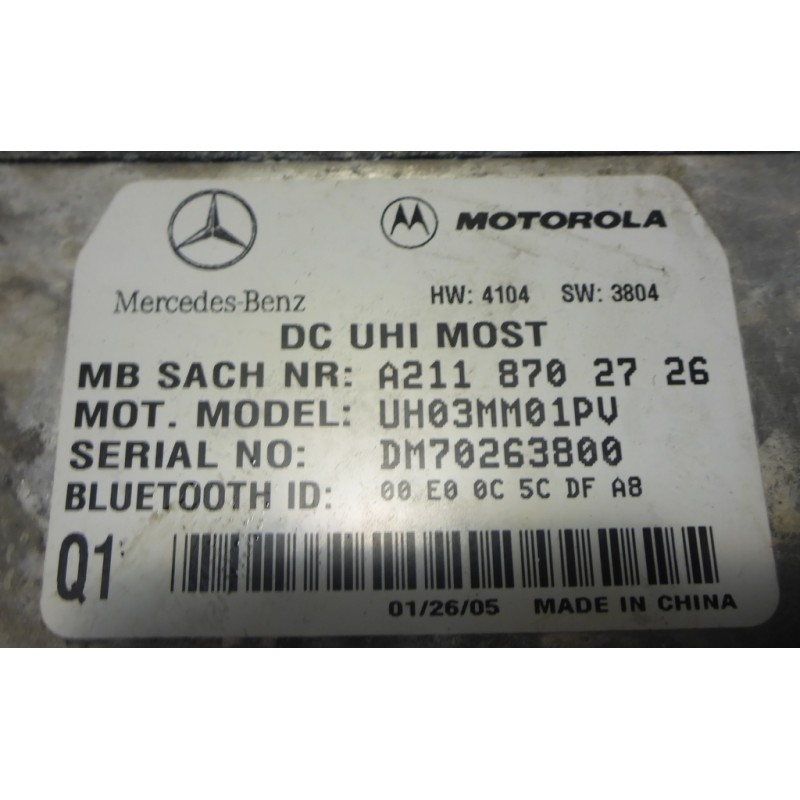 MOTOROLA
Mercedes-Benz
HW: 4104 SW: 3804
DC UHI MOST
MB SACH NR: A211 870 27 26
MOT. MODEL: UH03MM01PV
SERIAL NO: DM70263800
BLUETOOTH ID: 00 E0 0C 5C DF A8
Q1
01/26/05 MADE IN CHINA